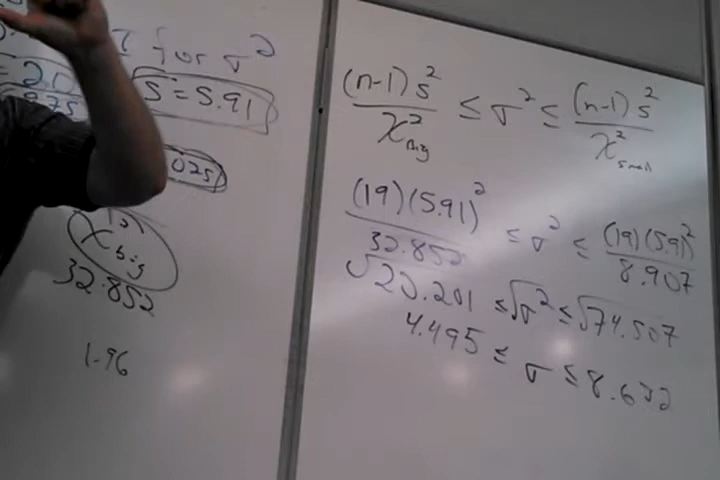 for σ²
= 20
S = 5.91
.975
.025
χ²big
32.852
1.96
(n-1)s²/χ²Big ≤ σ² ≤ (n-1)s²/χ²small
(19)(5.91)²/32.852 ≤ σ² ≤ (19)(5.91)²/8.907
√20.201 ≤ √σ² ≤ √74.507
4.495 ≤ σ ≤ 8.632